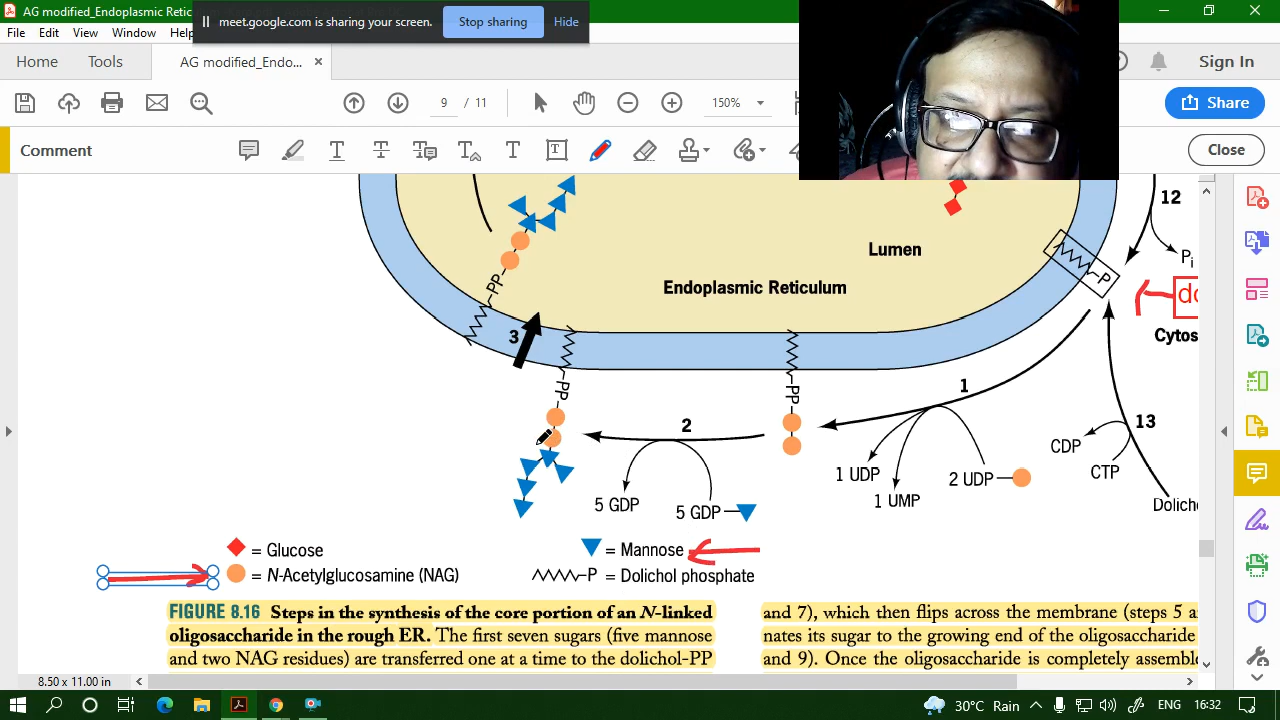 AG modified_Endoplasmic Reticu
meet.google.com is sharing your screen.
Stop sharing
Hide
File Edit View Window Help
Home Tools AG modified_Endo... × Sign In
9 / 11 150% Share
Comment Close
12
Pi
P
Lumen
Endoplasmic Reticulum
PP
3
do
Cytos
PP
PP
1
2
13
CDP
CTP
1 UDP
1 UMP
2 UDP
5 GDP
5 GDP
Dolich
= Glucose
= Mannose
= N-Acetylglucosamine (NAG)
P = Dolichol phosphate
FIGURE 8.16 Steps in the synthesis of the core portion of an N-linked
oligosaccharide in the rough ER. The first seven sugars (five mannose
and two NAG residues) are transferred one at a time to the dolichol-PP
and 7), which then flips across the membrane (steps 5 a
nates its sugar to the growing end of the oligosaccharide
and 9). Once the oligosaccharide is completely assemble
8.50 x 11.00 in
30°C Rain ENG 16:32